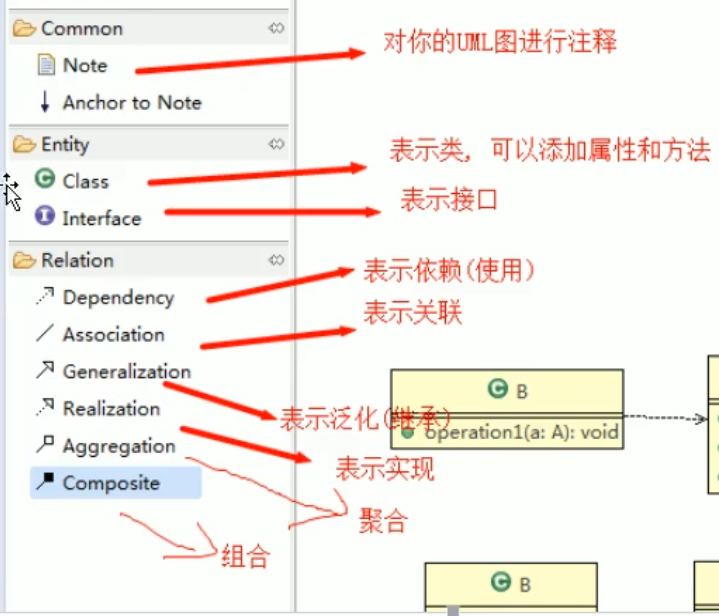 Common
对你的UML图进行注释
Note
Anchor to Note
Entity
表示类, 可以添加属性和方法
Class
表示接口
Interface
Relation
表示依赖(使用)
Dependency
表示关联
Association
Generalization
B
表示泛化(继承)
Realization
operation1(a: A): void
Aggregation
表示实现
Composite
聚合
组合
B